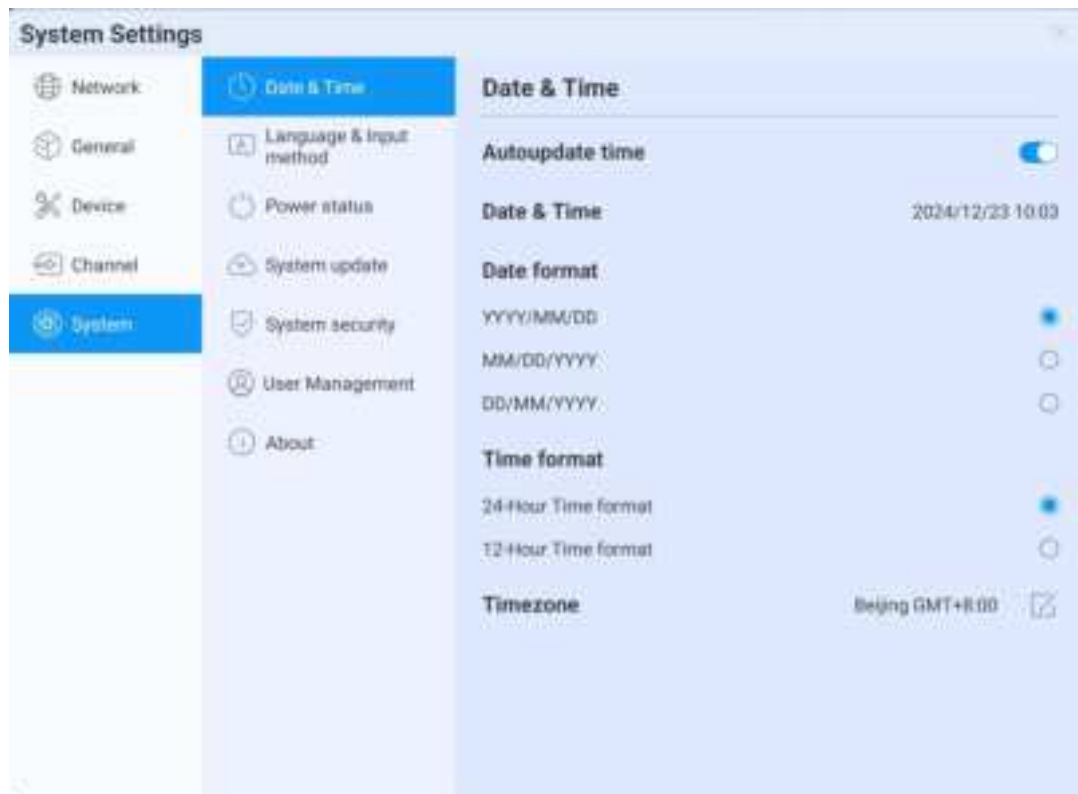 System Settings
Network
General
Device
Channel
System
Date & Time
Language & Input
method
Power status
System update
System security
User Management
About
Date & Time
Autoupdate time
Date & Time 2024/12/23 10:03
Date format
YYYY/MM/DD
MM/DD/YYYY
DD/MM/YYYY
Time format
24-Hour Time format
12-Hour Time format
Timezone Beijing GMT+8:00